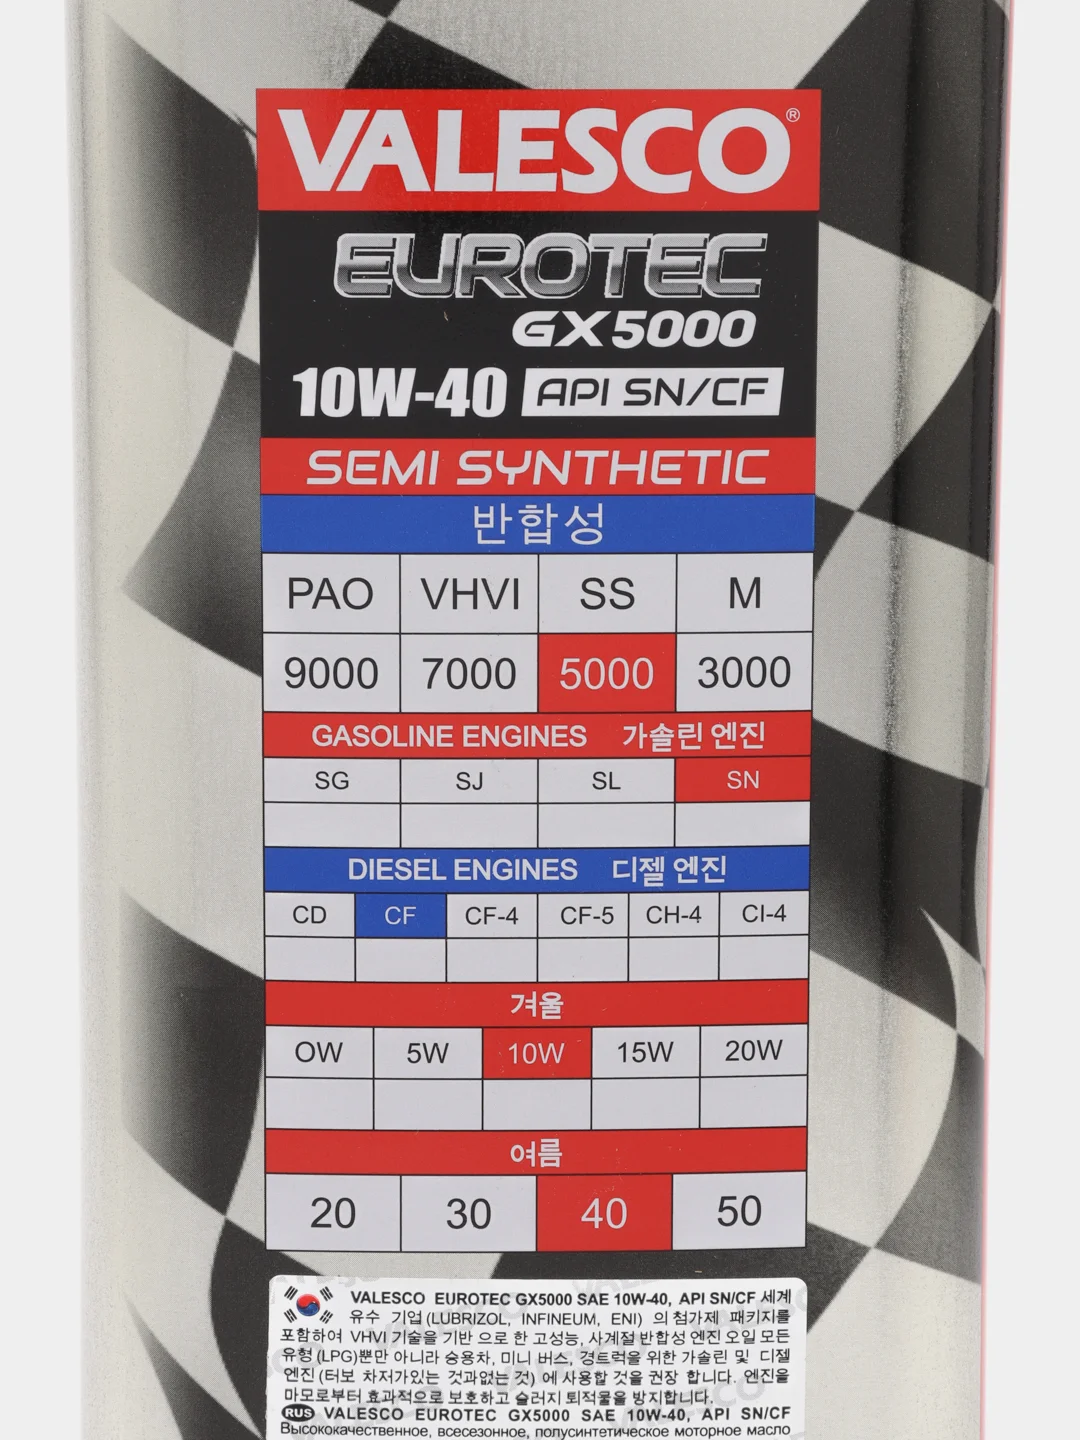 VALESCO®
EUROTEC
GX5000
10W-40 API SN/CF
SEMI SYNTHETIC
반합성
PAO VHVI SS M
9000 7000 5000 3000
GASOLINE ENGINES 가솔린 엔진
SG SJ SL SN
DIESEL ENGINES 디젤 엔진
CD CF CF-4 CF-5 CH-4 CI-4
겨울
OW 5W 10W 15W 20W
여름
20 30 40 50
VALESCO EUROTEC GX5000 SAE 10W-40, API SN/CF 세계
유수 기업 (LUBRIZOL, INFINEUM, ENI) 의 첨가제 패키지를
포함하여 VHVI 기술을 기반 으로 한 고성능, 사계절 반합성 엔진 오일 모든
유형 (LPG)뿐만 아니라 승용차, 미니 버스, 경트럭을 위한 가솔린 및 디젤
엔진 (터보 차저가있는 것과없는 것) 에 사용할 것을 권장 합니다. 엔진을
마모로부터 효과적으로 보호하고 슬러지 퇴적물을 방지합니다.
RUS VALESCO EUROTEC GX5000 SAE 10W-40, API SN/CF
Высококачественное, всесезонное, полусинтетическое моторное масло